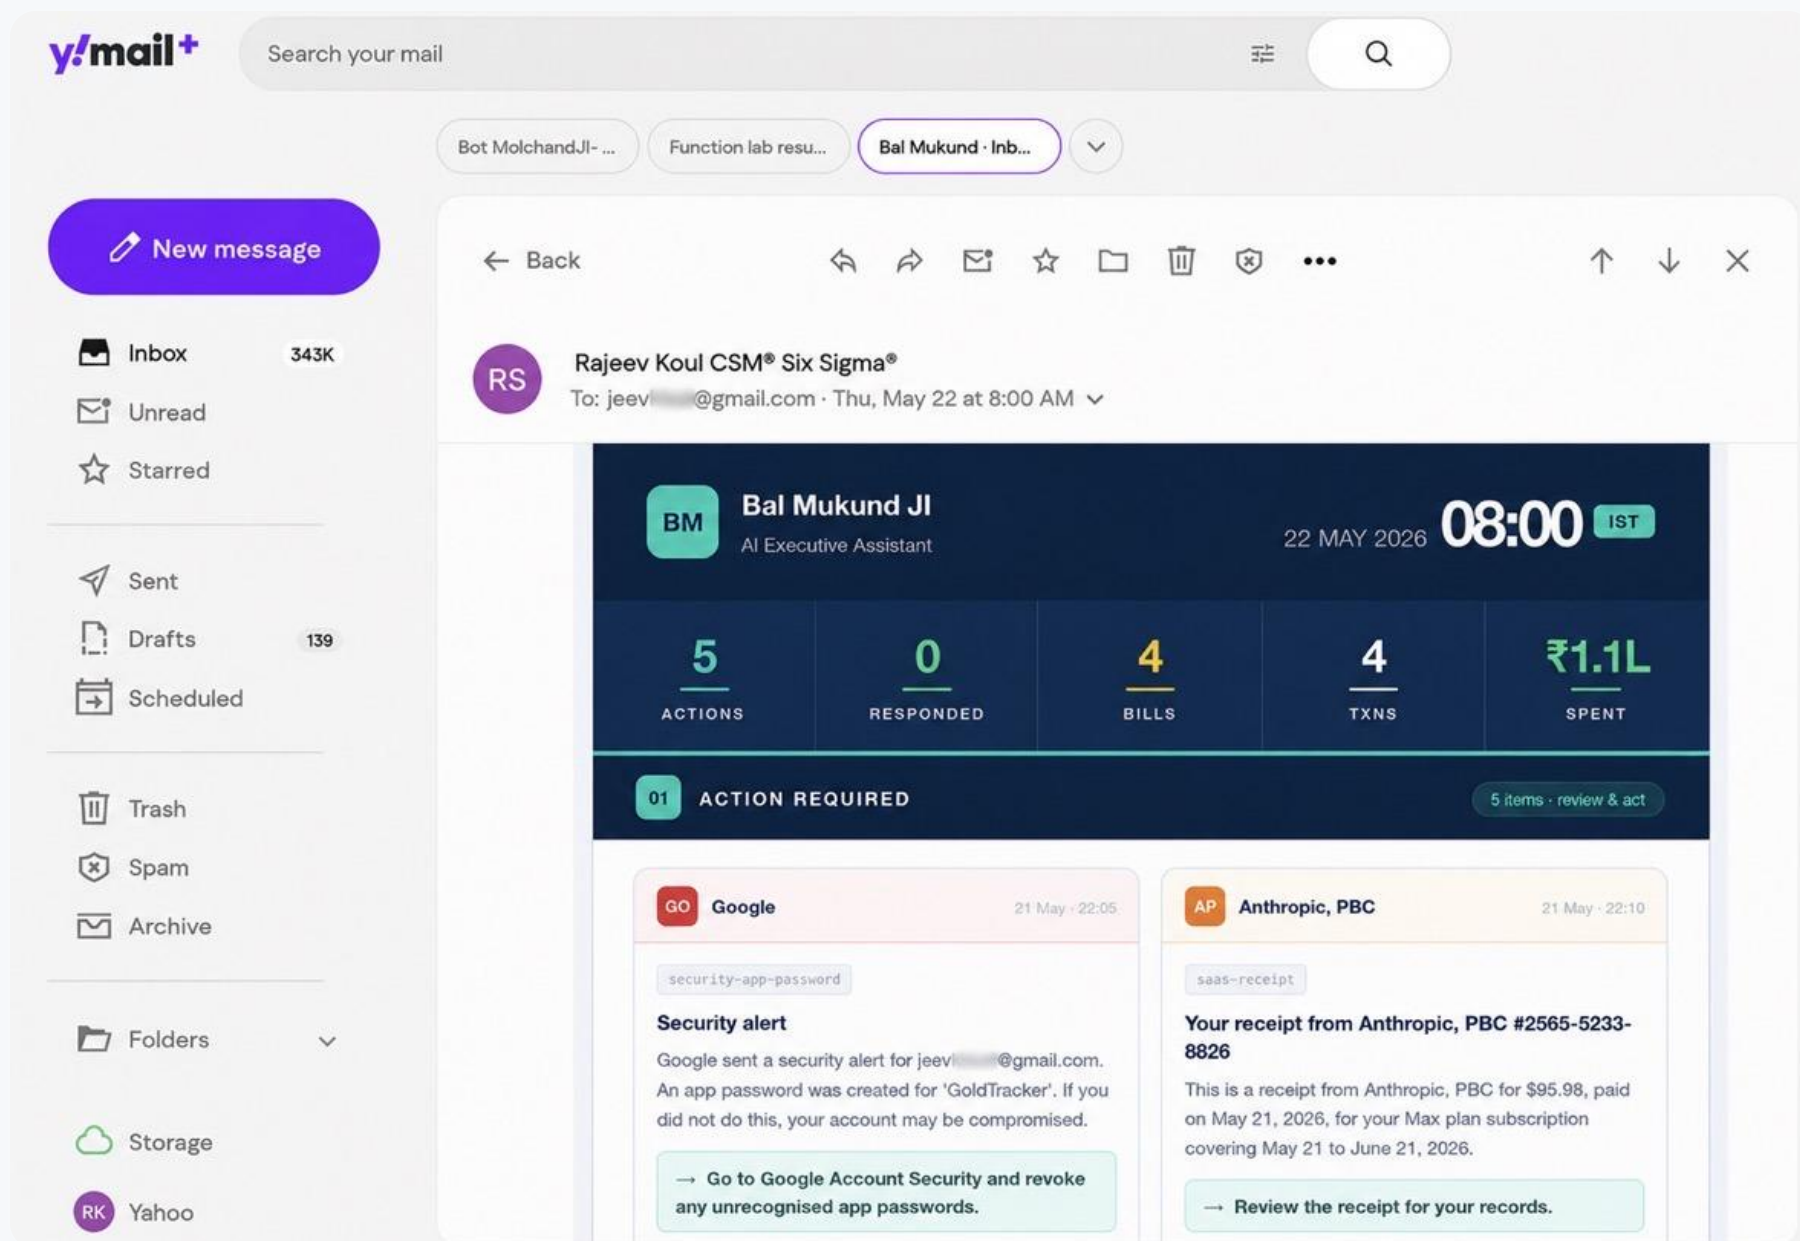 y!mail+
Search your mail
Bot MolchandJI- ...
Function lab resu...
Bal Mukund · Inb...
New message
Inbox 343K
Unread
Starred
Sent
Drafts 139
Scheduled
Trash
Spam
Archive
Folders
Storage
RK Yahoo
Back
RS
Rajeev Koul CSM® Six Sigma®
To: jeev @gmail.com · Thu, May 22 at 8:00 AM
BM
Bal Mukund JI
AI Executive Assistant
22 MAY 2026 08:00 IST
5
ACTIONS
0
RESPONDED
4
BILLS
4
TXNS
₹1.1L
SPENT
01 ACTION REQUIRED
5 items · review & act
GO Google 21 May · 22:05
security-app-password
Security alert
Google sent a security alert for jeev @gmail.com.
An app password was created for 'GoldTracker'. If you
did not do this, your account may be compromised.
→ Go to Google Account Security and revoke
any unrecognised app passwords.
AP Anthropic, PBC 21 May · 22:10
saas-receipt
Your receipt from Anthropic, PBC #2565-5233-
8826
This is a receipt from Anthropic, PBC for $95.98, paid
on May 21, 2026, for your Max plan subscription
covering May 21 to June 21, 2026.
→ Review the receipt for your records.